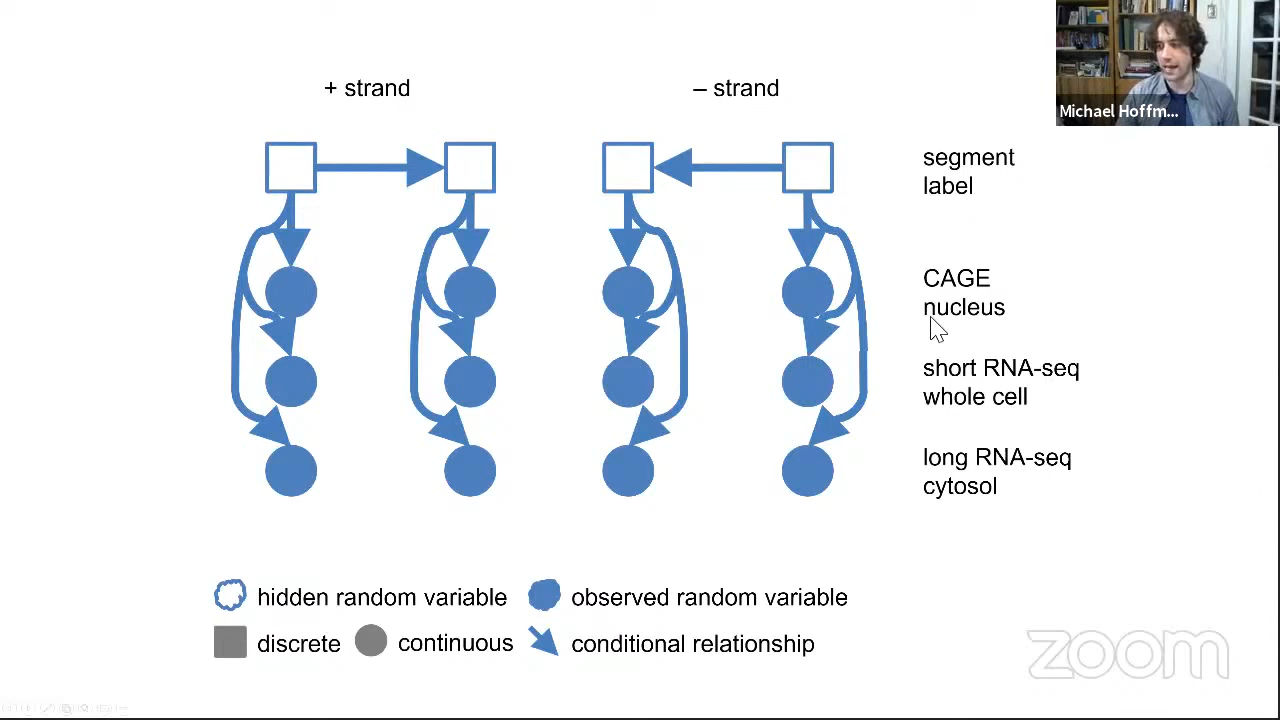 Michael Hoffm...
+ strand
– strand
segment
label
CAGE
nucleus
short RNA-seq
whole cell
long RNA-seq
cytosol
hidden random variable
observed random variable
discrete
continuous
conditional relationship
zoom